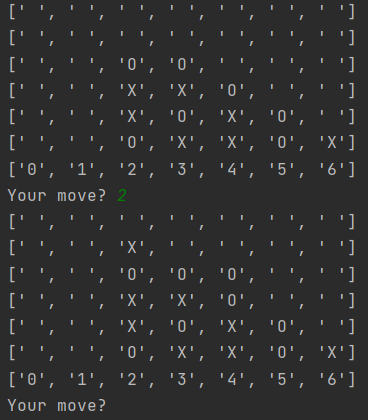 [' ', ' ', ' ', ' ', ' ', ' ', ' ']
[' ', ' ', ' ', ' ', ' ', ' ', ' ']
[' ', ' ', 'O', 'O', ' ', ' ', ' ']
[' ', ' ', 'X', 'X', 'O', ' ', ' ']
[' ', ' ', 'X', 'O', 'X', 'O', ' ']
[' ', ' ', 'O', 'X', 'X', 'O', 'X']
['0', '1', '2', '3', '4', '5', '6']
Your move? 2
[' ', ' ', ' ', ' ', ' ', ' ', ' ']
[' ', ' ', 'X', ' ', ' ', ' ', ' ']
[' ', ' ', 'O', 'O', 'O', ' ', ' ']
[' ', ' ', 'X', 'X', 'O', ' ', ' ']
[' ', ' ', 'X', 'O', 'X', 'O', ' ']
[' ', ' ', 'O', 'X', 'X', 'O', 'X']
['0', '1', '2', '3', '4', '5', '6']
Your move?